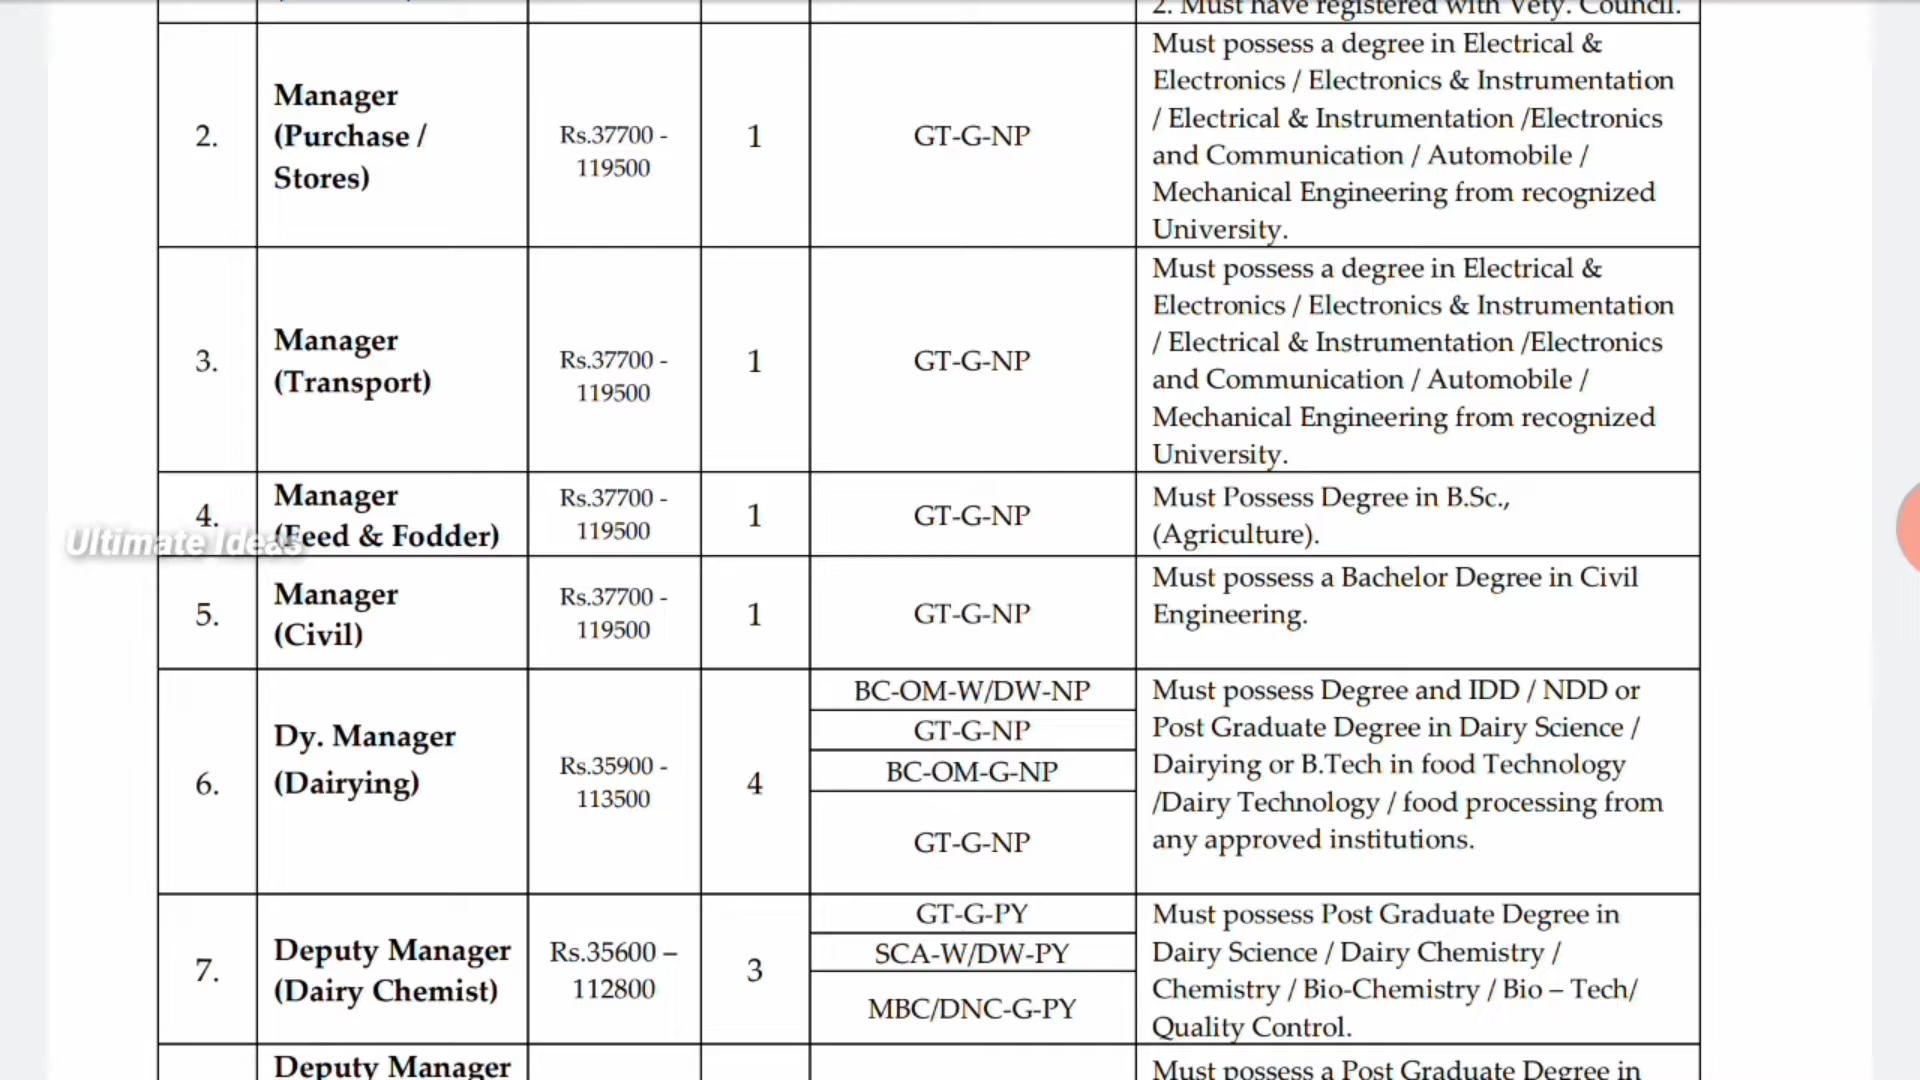 2. Must have registered with Vety. Council.
2.
Manager
(Purchase /
Stores)
Rs.37700 -
119500
1
GT-G-NP
Must possess a degree in Electrical &
Electronics / Electronics & Instrumentation
/ Electrical & Instrumentation /Electronics
and Communication / Automobile /
Mechanical Engineering from recognized
University.
3.
Manager
(Transport)
Rs.37700 -
119500
1
GT-G-NP
Must possess a degree in Electrical &
Electronics / Electronics & Instrumentation
/ Electrical & Instrumentation /Electronics
and Communication / Automobile /
Mechanical Engineering from recognized
University.
4.
Manager
(Feed & Fodder)
Rs.37700 -
119500
1
GT-G-NP
Must Possess Degree in B.Sc.,
(Agriculture).
Ultimate Ideas
5.
Manager
(Civil)
Rs.37700 -
119500
1
GT-G-NP
Must possess a Bachelor Degree in Civil
Engineering.
6.
Dy. Manager
(Dairying)
Rs.35900 -
113500
4
BC-OM-W/DW-NP
GT-G-NP
BC-OM-G-NP
GT-G-NP
Must possess Degree and IDD / NDD or
Post Graduate Degree in Dairy Science /
Dairying or B.Tech in food Technology
/Dairy Technology / food processing from
any approved institutions.
7.
Deputy Manager
(Dairy Chemist)
Rs.35600 –
112800
3
GT-G-PY
SCA-W/DW-PY
MBC/DNC-G-PY
Must possess Post Graduate Degree in
Dairy Science / Dairy Chemistry /
Chemistry / Bio-Chemistry / Bio – Tech/
Quality Control.
Deputy Manager
Must possess a Post Graduate Degree in